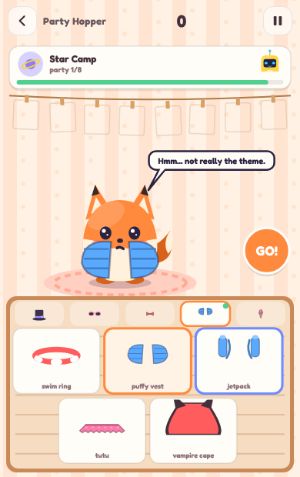 Party Hopper
0
Star Camp
party 1/8
Hmm... not really the theme.
GO!
swim ring
puffy vest
jetpack
tutu
vampire cape